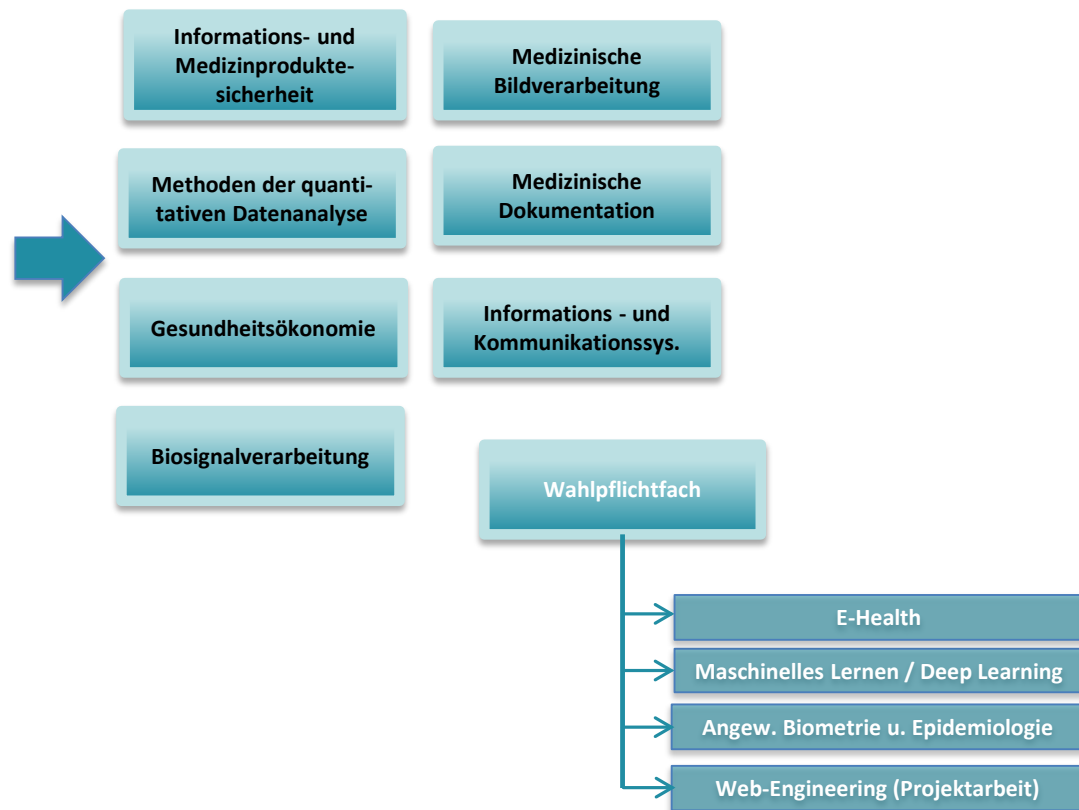 Informations- und
Medizinprodukte-
sicherheit
Medizinische
Bildverarbeitung
Methoden der quanti-
tativen Datenanalyse
Medizinische
Dokumentation
Gesundheitsökonomie
Informations - und
Kommunikationssys.
Biosignalverarbeitung
Wahlpflichtfach
E-Health
Maschinelles Lernen / Deep Learning
Angew. Biometrie u. Epidemiologie
Web-Engineering (Projektarbeit)